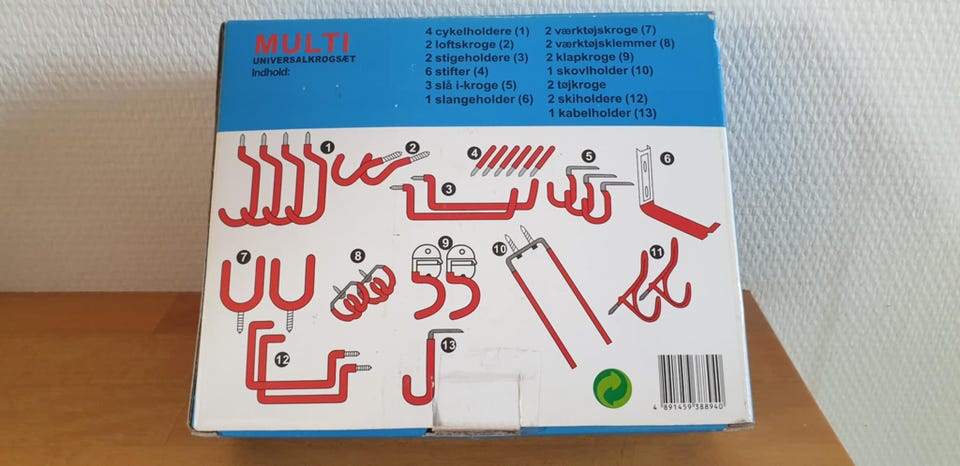 MULTI
UNIVERSALKROGSÆT
Indhold:
4 cykelholdere (1)
2 loftskroge (2)
2 stigeholdere (3)
6 stifter (4)
3 slå i-kroge (5)
1 slangeholder (6)
2 værktøjskroge (7)
2 værktøjsklemmer (8)
2 klapkroge (9)
1 skovlholder (10)
2 tøjkroge
2 skiholdere (12)
1 kabelholder (13)
1
2
3
4
5
6
7
8
9
10
11
12
13
4 891459 388940